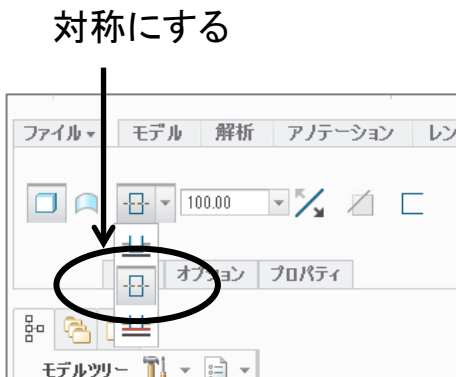 対称にする
ファイル モデル 解析 アノテーション レン
100.00
オプション プロパティ
モデルツリー